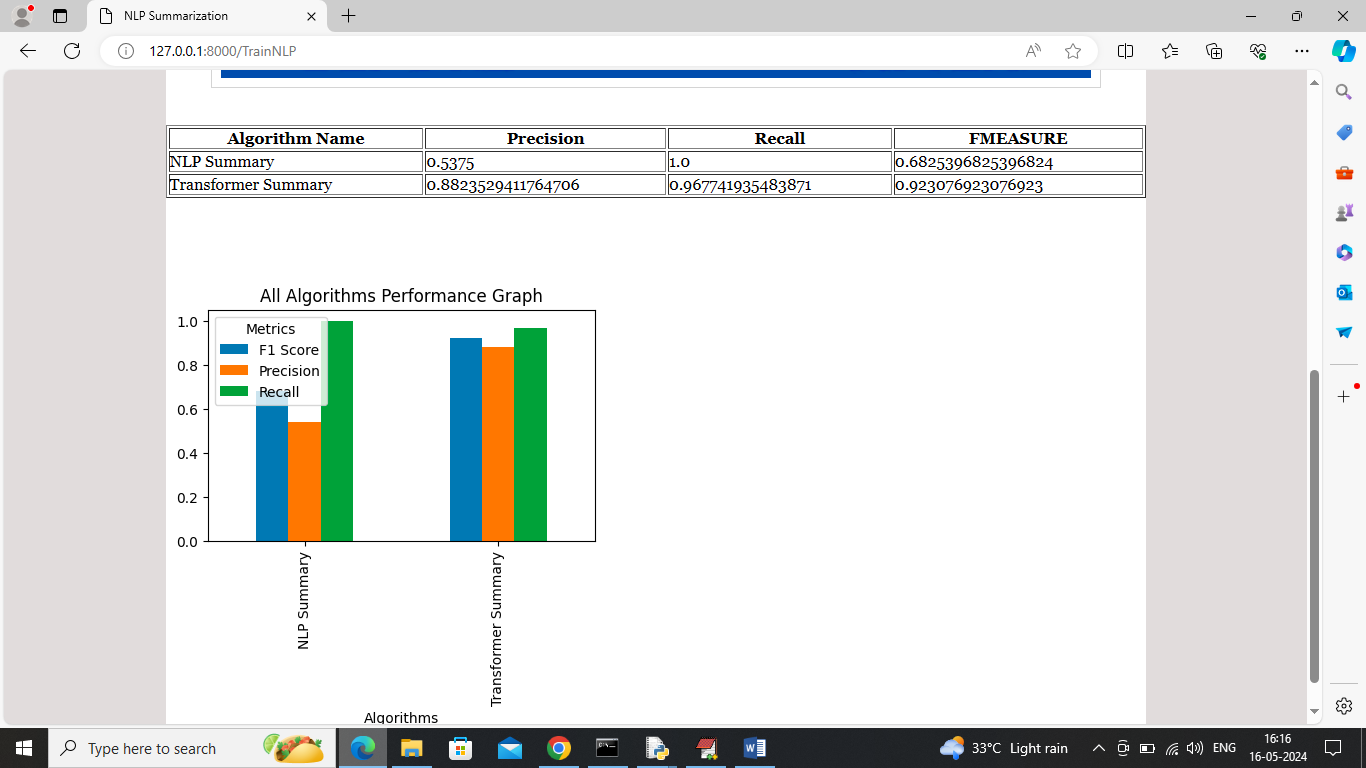 NLP Summarization
127.0.0.1:8000/TrainNLP
Algorithm Name Precision Recall FMEASURE
NLP Summary 0.5375 1.0 0.6825396825396824
Transformer Summary 0.8823529411764706 0.967741935483871 0.923076923076923
All Algorithms Performance Graph
Metrics
F1 Score
Precision
Recall
1.0
0.8
0.6
0.4
0.2
0.0
NLP Summary
Transformer Summary
Algorithms
Type here to search
33°C Light rain
ENG
16:16
16-05-2024